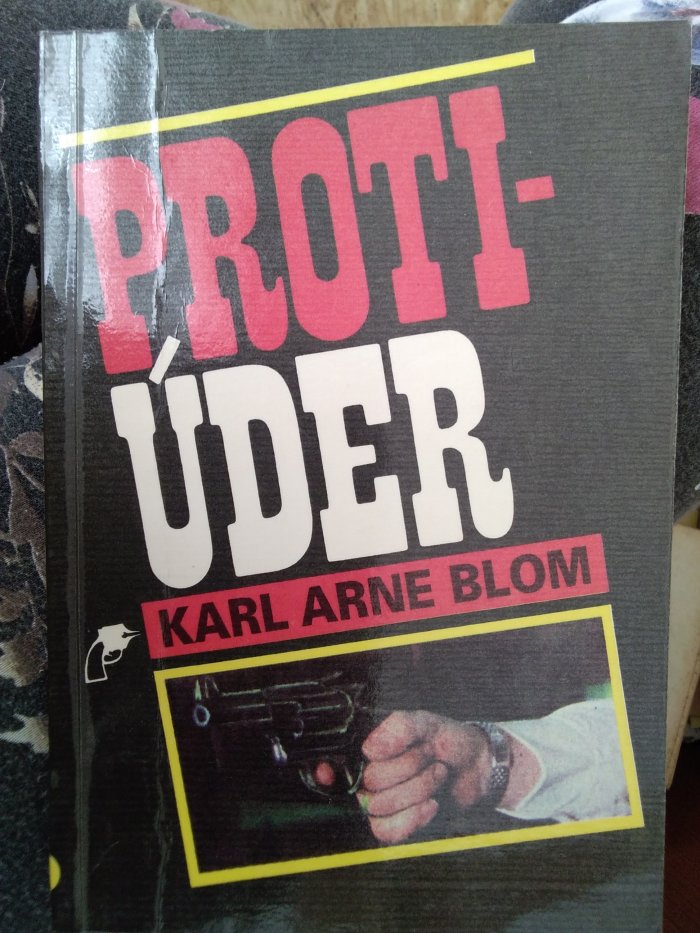 PROTI-
ÚDER
KARL ARNE BLOM